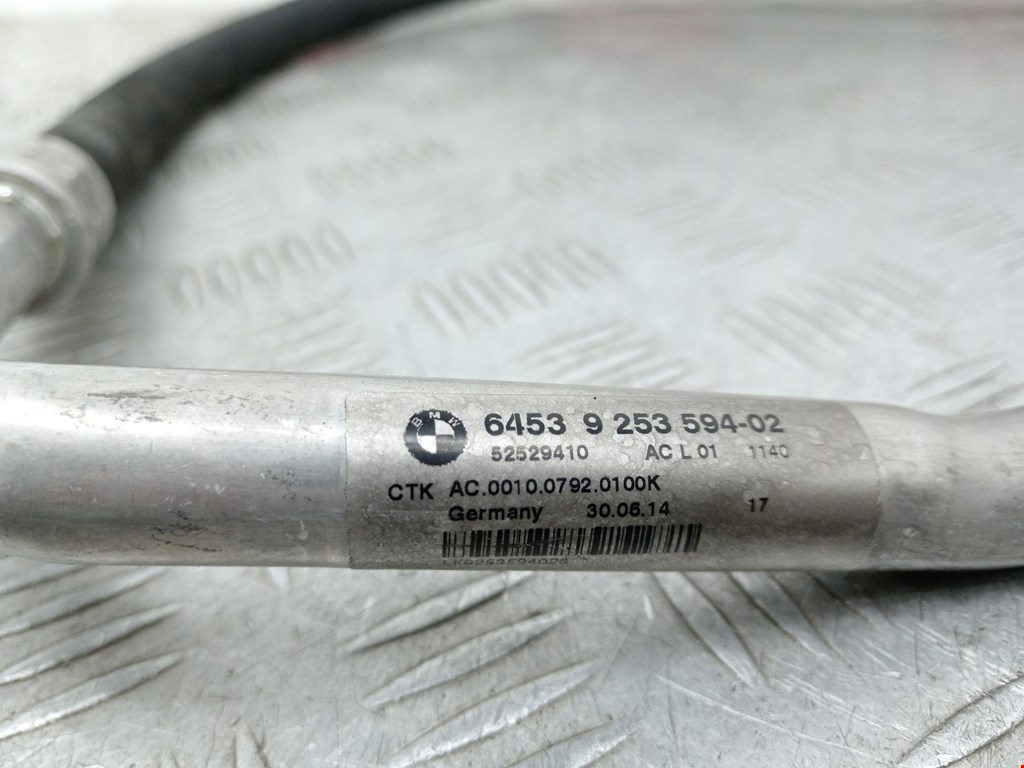 BMW 6453 9 253 594-02
52529410 AC L 01 1140
CTK AC.0010.0792.0100K
Germany 30.06.14 17